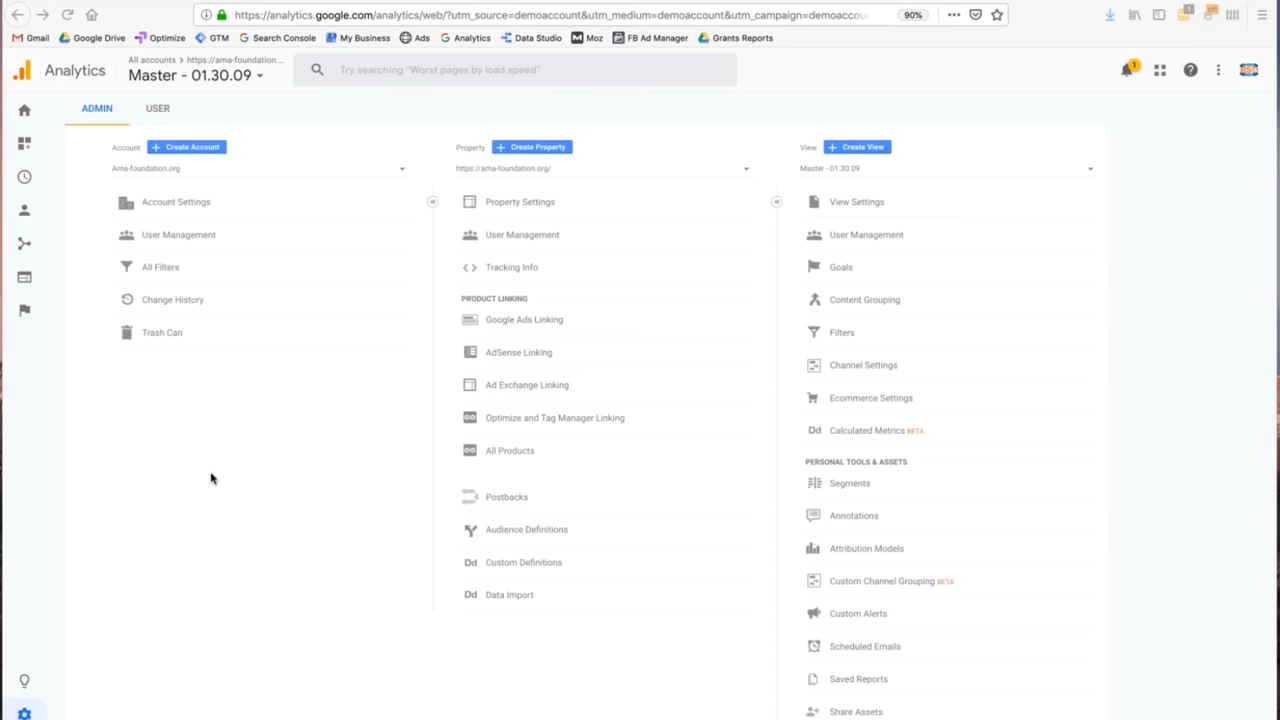 https://analytics.google.com/analytics/web/?utm_source=demoaccount&utm_medium=demoaccount&utm_campaign=demoaccou
90%
Gmail Google Drive Optimize GTM Search Console My Business Ads Analytics Data Studio Moz FB Ad Manager Grants Reports
Analytics
All accounts > https://ama-foundation...
Master - 01.30.09
Try searching "Worst pages by load speed"
1
ADMIN USER
Account + Create Account
Ama-foundation.org
Account Settings
User Management
All Filters
Change History
Trash Can
Property + Create Property
https://ama-foundation.org/
Property Settings
User Management
Tracking Info
PRODUCT LINKING
Google Ads Linking
AdSense Linking
Ad Exchange Linking
Optimize and Tag Manager Linking
All Products
Postbacks
Audience Definitions
Dd Custom Definitions
Dd Data Import
View + Create View
Master - 01.30.09
View Settings
User Management
Goals
Content Grouping
Filters
Channel Settings
Ecommerce Settings
Dd Calculated Metrics BETA
PERSONAL TOOLS & ASSETS
Segments
Annotations
Attribution Models
Custom Channel Grouping BETA
Custom Alerts
Scheduled Emails
Saved Reports
Share Assets